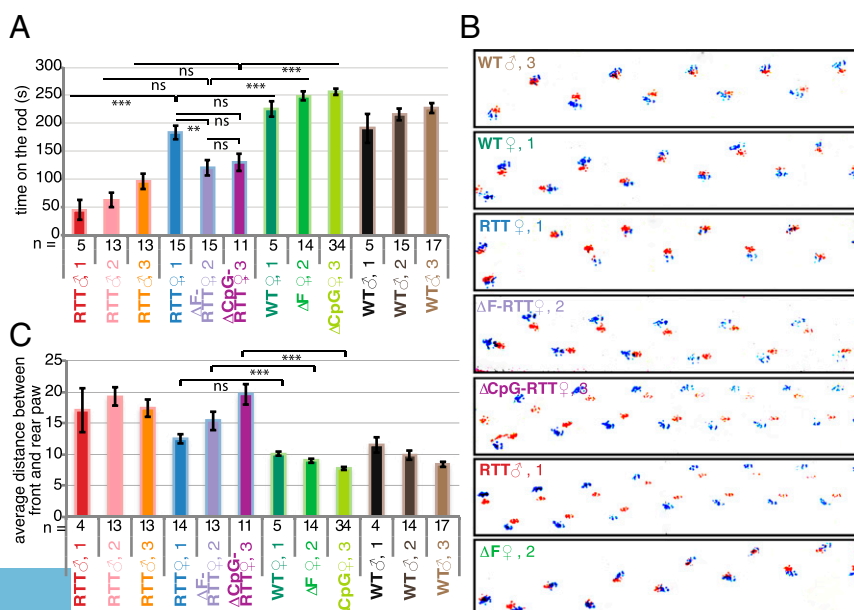 A
B
time on the rod (s)
300
250
200
150
100
50
0
ns
***
ns
***
***
ns
***
ns
**
ns
ns
n = 5 13 13 15 15 11 5 14 34 5 15 17
RTT♂, 1
RTT♂, 2
RTT♂, 3
RTT♀, 1
ΔF-
RTT♀, 2
ΔCpG-
RTT♀, 3
WT♀, 1
ΔF♀, 2
ΔCpG♀, 3
WT♂, 1
WT♂, 2
WT♂, 3
WT♂, 3
WT♀, 1
RTT♀, 1
ΔF-RTT♀, 2
ΔCpG-RTT♀, 3
RTT♂, 1
ΔF♀, 2
C
average distance between
front and rear paw
25
20
15
10
5
0
***
***
ns
n = 4 13 13 14 13 11 5 14 34 4 14 17
RTT♂, 1
RTT♂, 2
RTT♂, 3
RTT♀, 1
ΔF-
RTT♀, 2
ΔCpG-
RTT♀, 3
WT♀, 1
ΔF♀, 2
CpG♀, 3
WT♂, 1
WT♂, 2
WT♂, 3